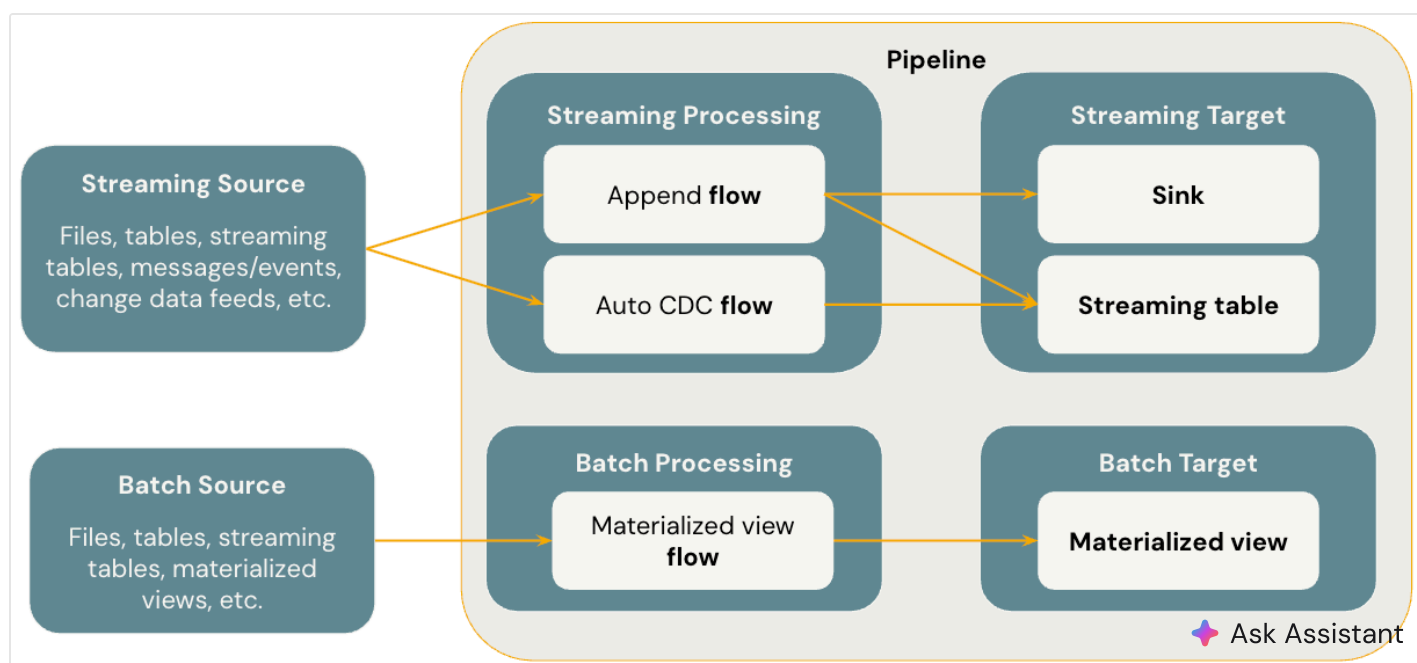 Pipeline
Streaming Source
Files, tables, streaming
tables, messages/events,
change data feeds, etc.
Streaming Processing
Append flow
Auto CDC flow
Streaming Target
Sink
Streaming table
Batch Source
Files, tables, streaming
tables, materialized
views, etc.
Batch Processing
Materialized view
flow
Batch Target
Materialized view
Ask Assistant